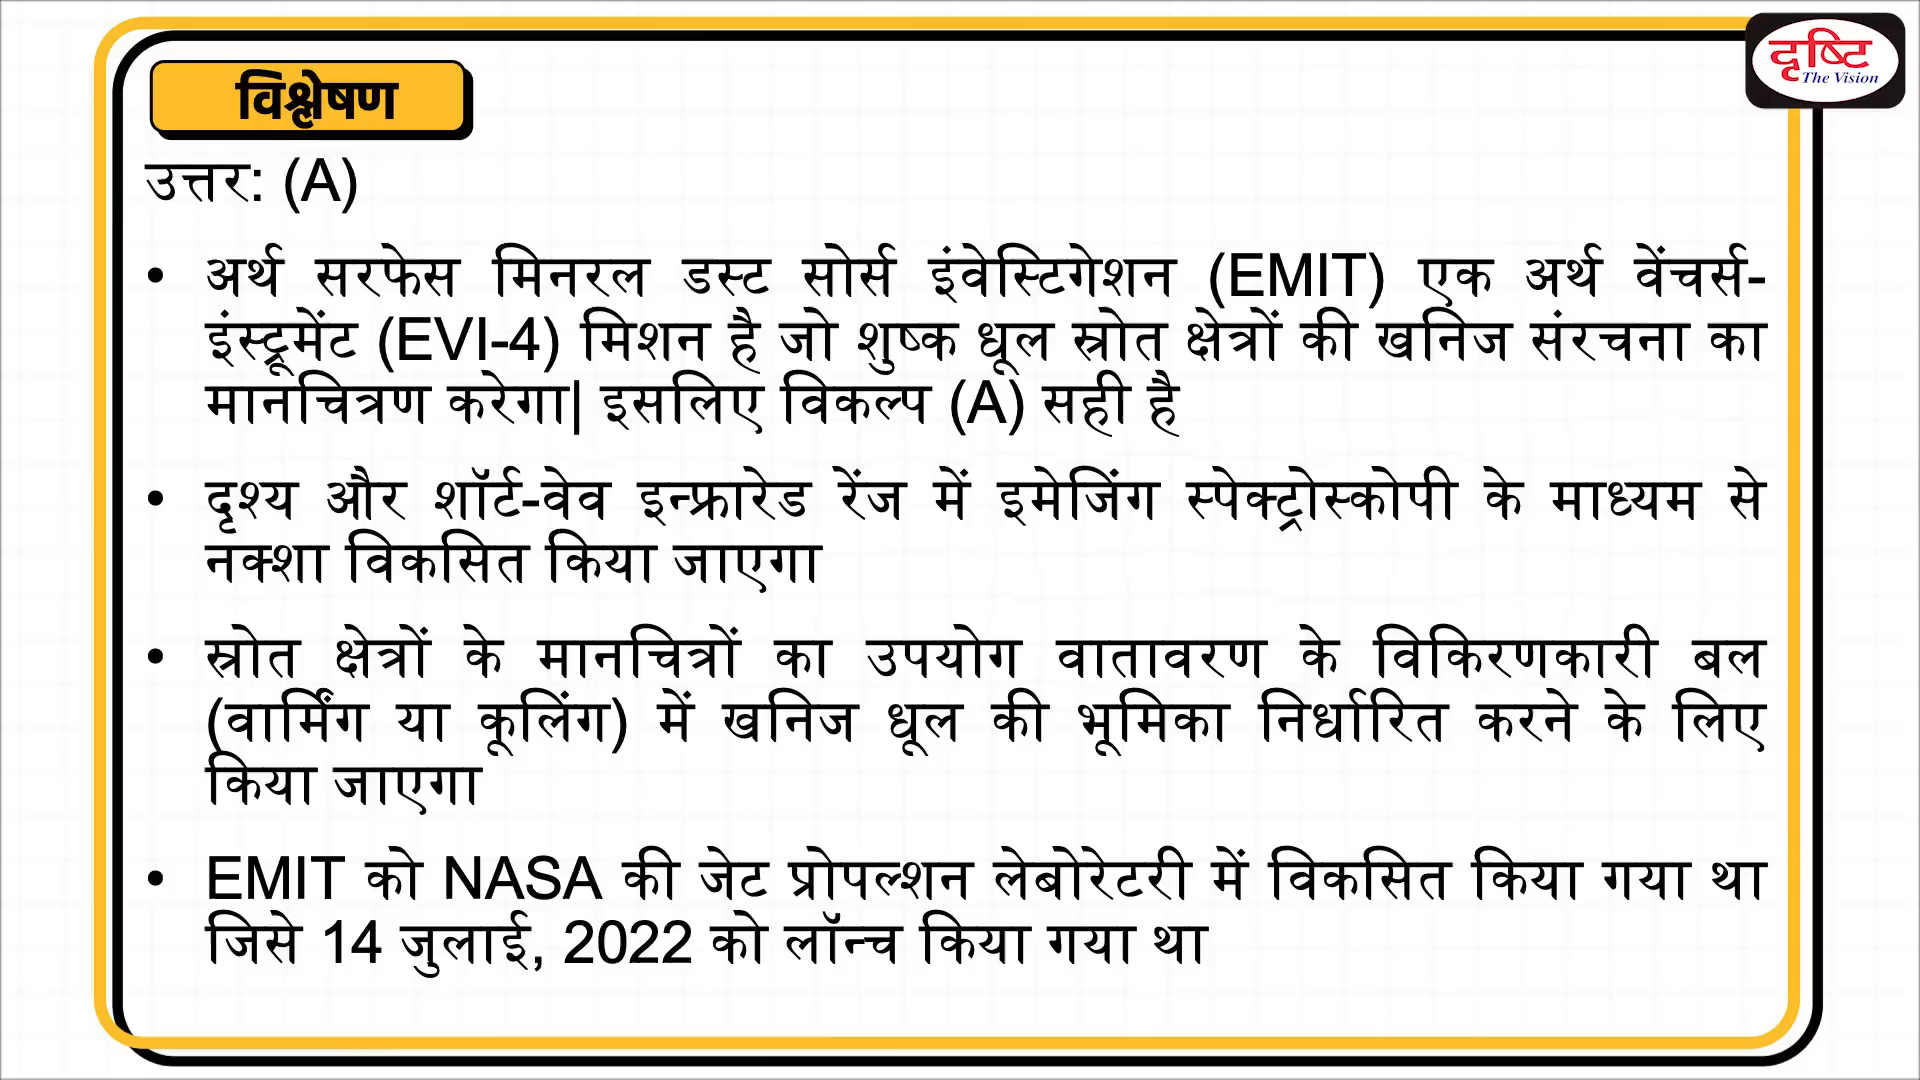 दृष्टि
The Vision
विश्लेषण
उत्तर: (A)
• अर्थ सरफेस मिनरल डस्ट सोर्स इंवेस्टिगेशन (EMIT) एक अर्थ वेंचर्स-
इंस्ट्रूमेंट (EVI-4) मिशन है जो शुष्क धूल स्रोत क्षेत्रों की खनिज संरचना का
मानचित्रण करेगा| इसलिए विकल्प (A) सही है
• दृश्य और शॉर्ट-वेव इन्फ्रारेड रेंज में इमेजिंग स्पेक्ट्रोस्कोपी के माध्यम से
नक्शा विकसित किया जाएगा
• स्रोत क्षेत्रों के मानचित्रों का उपयोग वातावरण के विकिरणकारी बल
(वार्मिंग या कूलिंग) में खनिज धूल की भूमिका निर्धारित करने के लिए
किया जाएगा
• EMIT को NASA की जेट प्रोपल्शन लेबोरेटरी में विकसित किया गया था
जिसे 14 जुलाई, 2022 को लॉन्च किया गया था